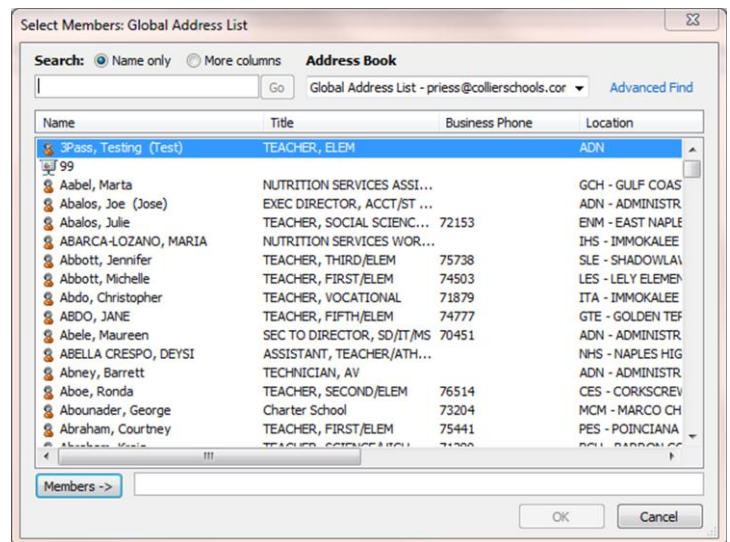 Select Members: Global Address List
Search: Name only More columns Address Book
Go Global Address List - priess@collierschools.cor Advanced Find
Name Title Business Phone Location
3Pass, Testing (Test) TEACHER, ELEM ADN
99
Aabel, Marta NUTRITION SERVICES ASSI... GCH - GULF COAS
Abalos, Joe (Jose) EXEC DIRECTOR, ACCT/ST ... ADN - ADMINISTR
Abalos, Julie TEACHER, SOCIAL SCIENC... 72153 ENM - EAST NAPLE
ABARCA-LOZANO, MARIA NUTRITION SERVICES WOR... IHS - IMMOKALEE
Abbott, Jennifer TEACHER, THIRD/ELEM 75738 SLE - SHADOWLAW
Abbott, Michelle TEACHER, FIRST/ELEM 74503 LES - LELY ELEMEN
Abdo, Christopher TEACHER, VOCATIONAL 71879 ITA - IMMOKALEE
ABDO, JANE TEACHER, FIFTH/ELEM 74777 GTE - GOLDEN TER
Abele, Maureen SEC TO DIRECTOR, SD/IT/MS 70451 ADN - ADMINISTR
ABELLA CRESPO, DEYSI ASSISTANT, TEACHER/ATH... NHS - NAPLES HIG
Abney, Barrett TECHNICIAN, AV ADN - ADMINISTR
Aboe, Ronda TEACHER, SECOND/ELEM 76514 CES - CORKSCREW
Abounader, George Charter School 73204 MCM - MARCO CH
Abraham, Courtney TEACHER, FIRST/ELEM 75441 PES - POINCIANA
Members ->
OK Cancel